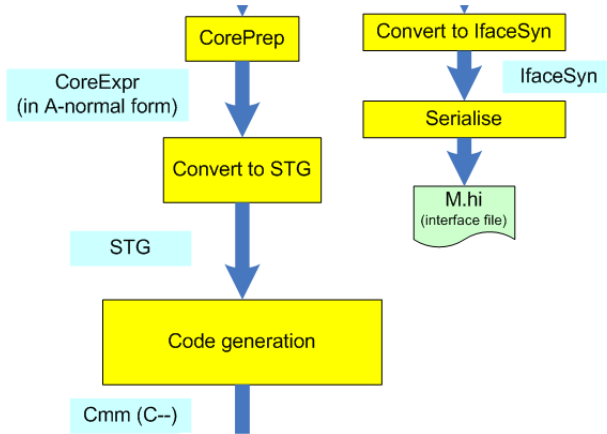 CorePrep
Convert to IfaceSyn
CoreExpr
(in A-normal form)
IfaceSyn
Serialise
Convert to STG
M.hi
(interface file)
STG
Code generation
Cmm (C--)